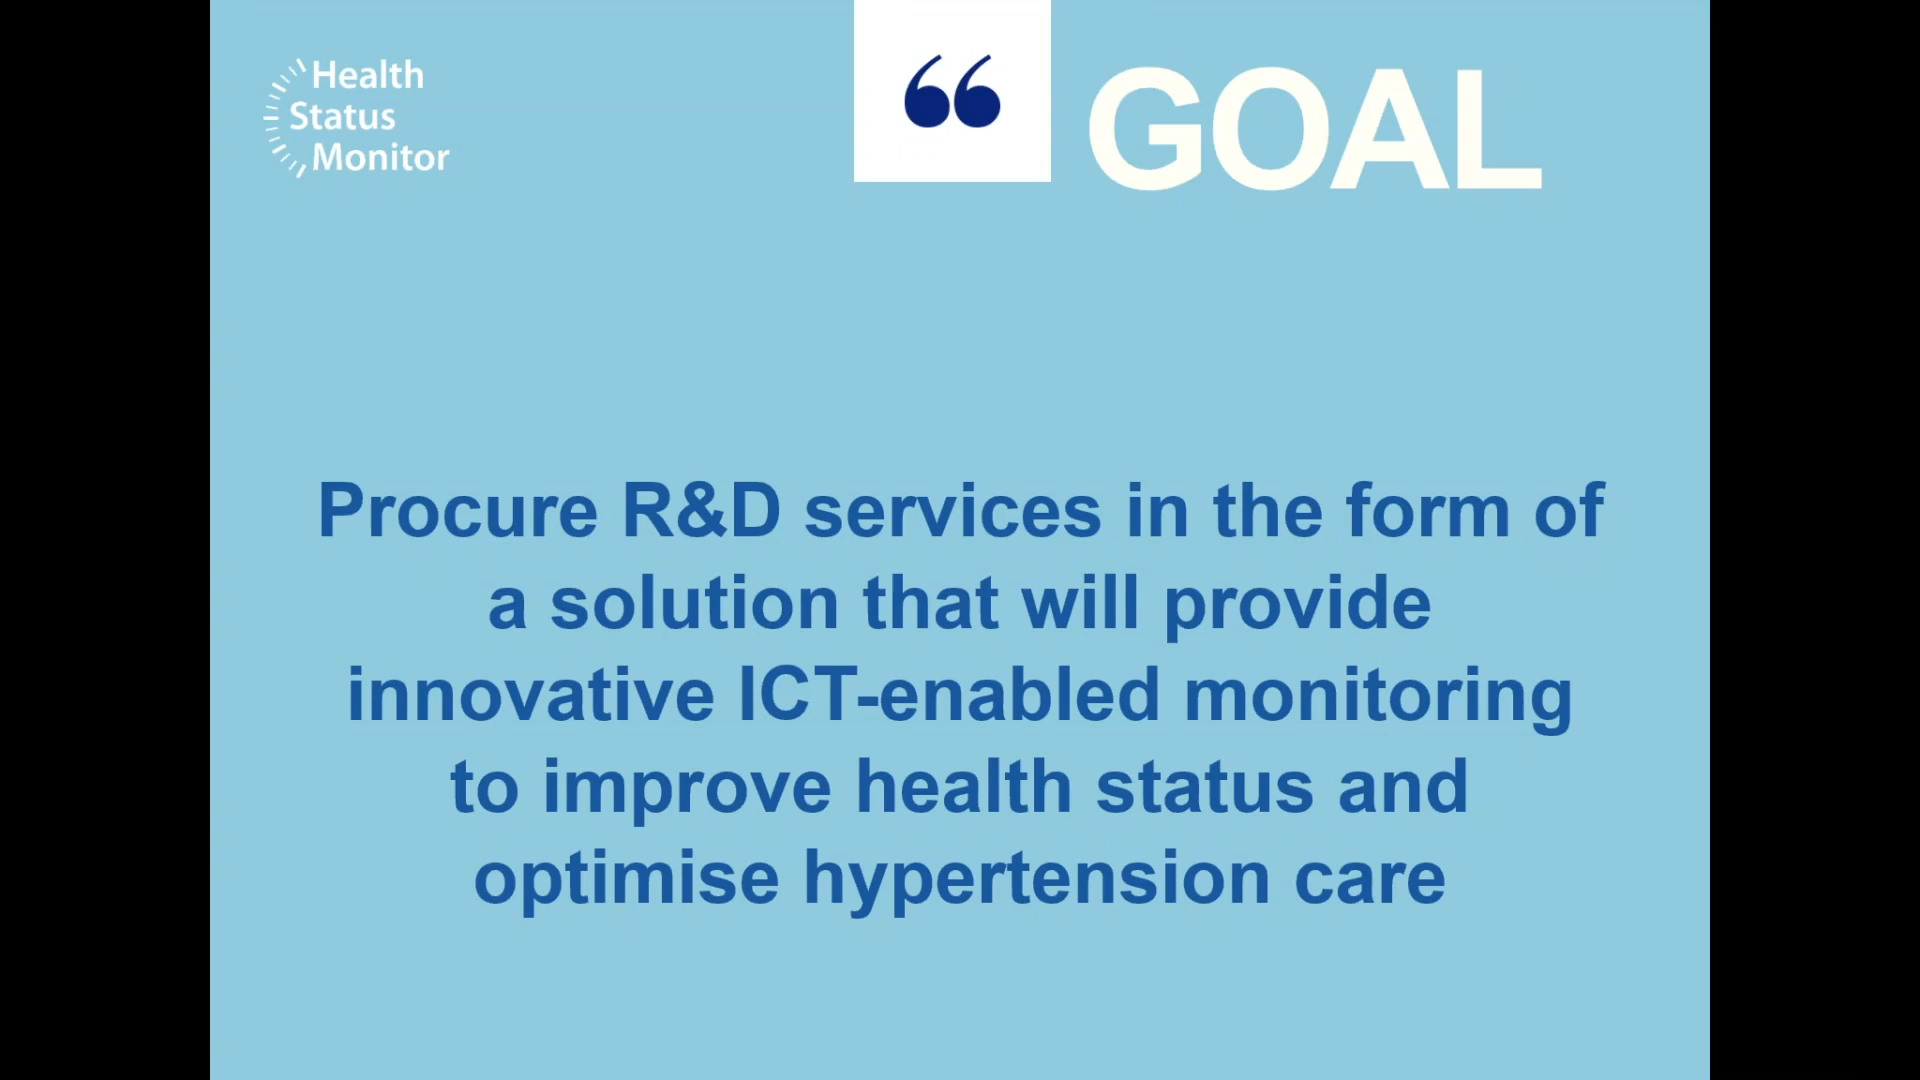 Health
Status
Monitor
“
GOAL
Procure R&D services in the form of
a solution that will provide
innovative ICT-enabled monitoring
to improve health status and
optimise hypertension care